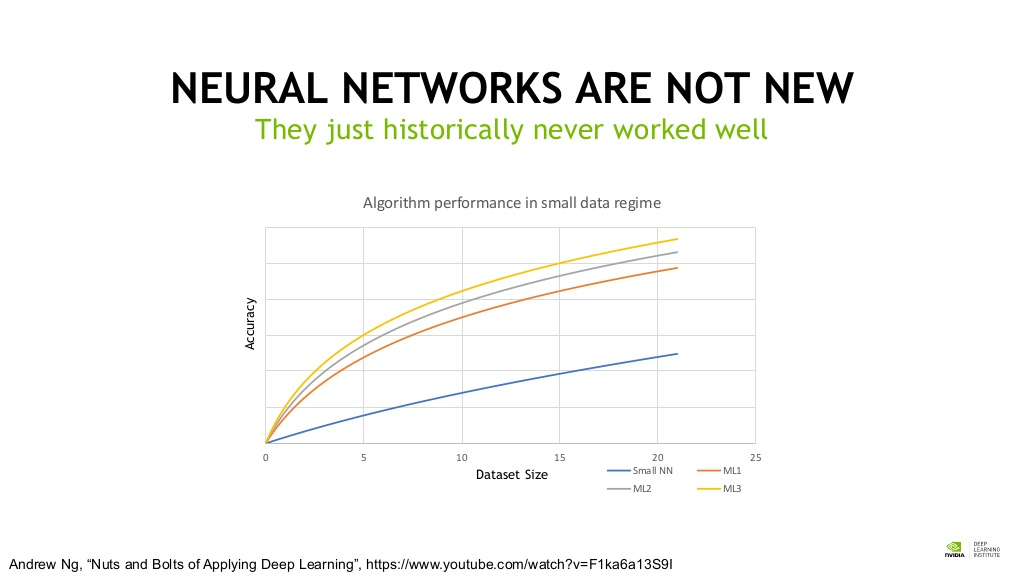 NEURAL NETWORKS ARE NOT NEW
They just historically never worked well
Algorithm performance in small data regime
Accuracy
0 5 10 15 20 25
Dataset Size
Small NN ML1
ML2 ML3
NVIDIA
DEEP
LEARNING
INSTITUTE
Andrew Ng, “Nuts and Bolts of Applying Deep Learning”, https://www.youtube.com/watch?v=F1ka6a13S9I